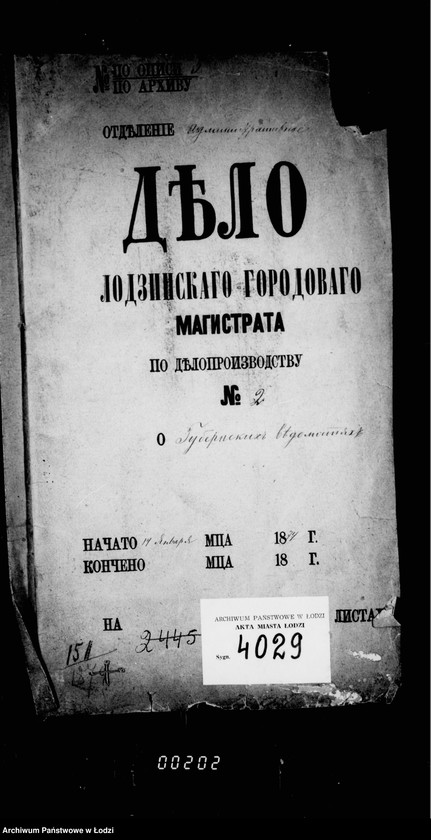 № ПО ОПИСИ
ПО АРХИВУ
ОТДѢЛЕНІЕ
ДѢЛО
ЛОДЗИНСКАГО ГОРОДОВАГО
МАГИСТРАТА
ПО ДѢЛОПРОИЗВОДСТВУ
№ 2
О Губернскихъ вѣдомостяхъ
НАЧАТО 14 Января МЦА 18 Г.
КОНЧЕНО МЦА 18 Г.
НА ЛИСТАХ
2445
151
ARCHIWUM PAŃSTWOWE W ŁODZI
AKTA MIASTA ŁODZI
Sygn. 4029
00202
Archiwum Państwowe w Łodzi